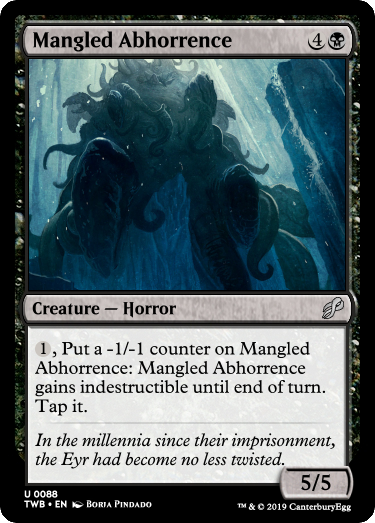 Mangled Abhorrence 4
Creature — Horror
1 , Put a -1/-1 counter on Mangled
Abhorrence: Mangled Abhorrence
gains indestructible until end of turn.
Tap it.
In the millennia since their imprisonment,
the Eyr had become no less twisted.
5/5
U 0088
TWB • EN Borja Pindado
™ & © 2019 CanterburyEgg